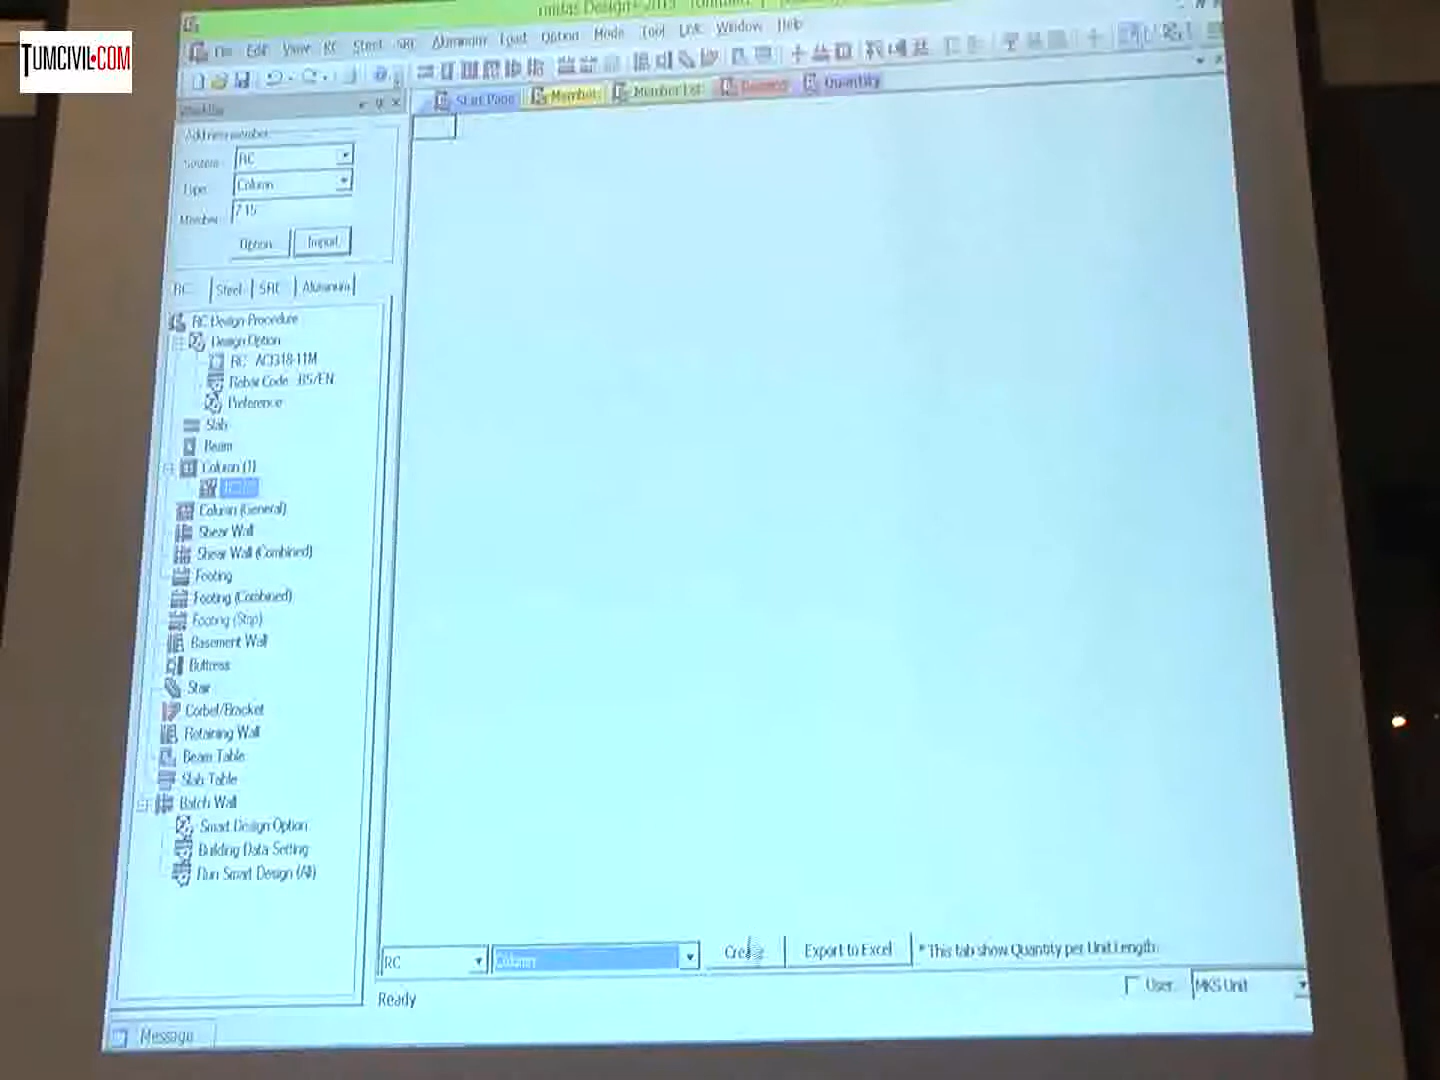 TUMCIVIL.COM
midas Design+ 2015
File Edit View RC Steel SRC Aluminum Load Option Mode Tool Link Window Help
Start Page Member Member List Quantity
Add new member
System RC
Type Column
Member
Option... Import
RC Steel SRC Aluminum
RC Design Procedure
Design Option
RC : ACI318-11M
Rebar Code : BS/EN
Preference
Slab
Beam
Column (1)
Column (General)
Shear Wall
Shear Wall (Combined)
Footing
Footing (Combined)
Footing (Strip)
Basement Wall
Buttress
Stair
Corbel/Bracket
Retaining Wall
Beam Table
Slab Table
Batch Wall
Smart Design Option
Building Data Setting
Run Smart Design (All)
RC Column Create Export to Excel * This tab show Quantity per Unit Length.
User MKS Unit
Ready
Message